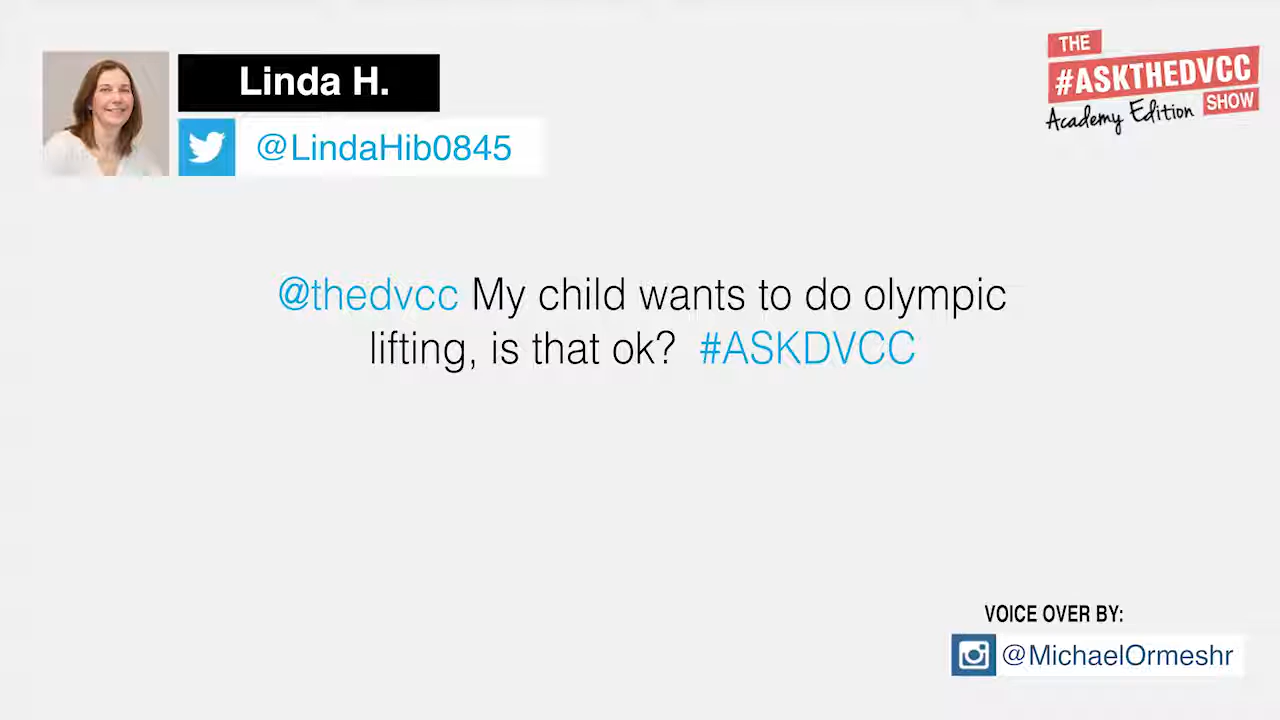 Linda H.
@LindaHib0845
THE
#ASKTHEDVCC
Academy Edition SHOW
@thedvcc My child wants to do olympic
lifting, is that ok? #ASKDVCC
VOICE OVER BY:
@MichaelOrmeshr